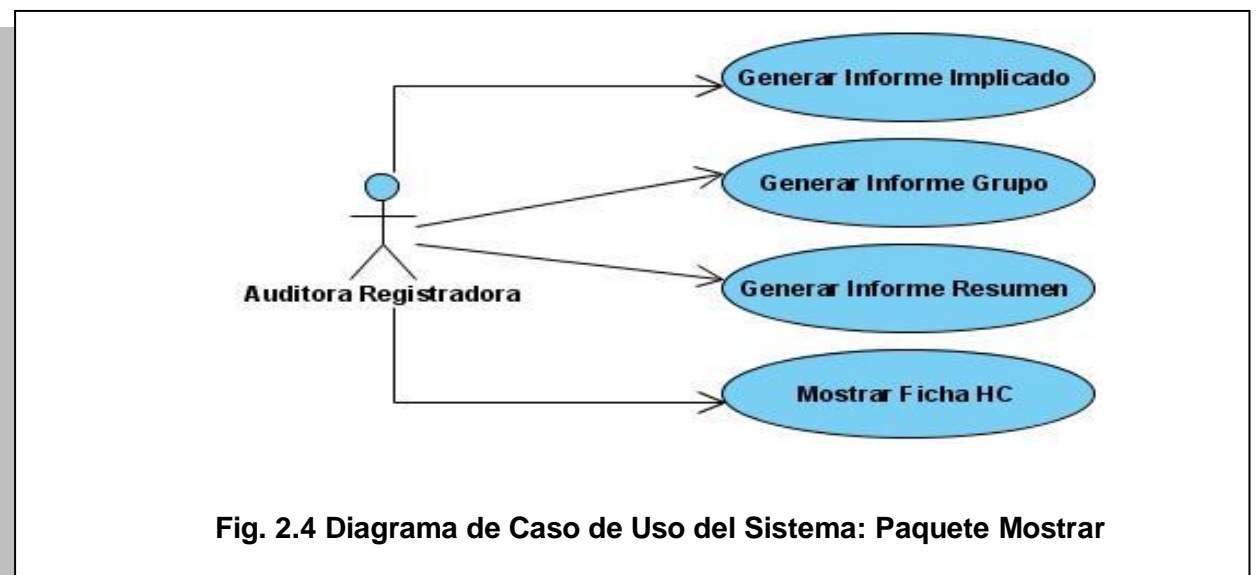 Generar Informe Implicado
Generar Informe Grupo
Generar Informe Resumen
Auditora Registradora
Mostrar Ficha HC
Fig. 2.4 Diagrama de Caso de Uso del Sistema: Paquete Mostrar